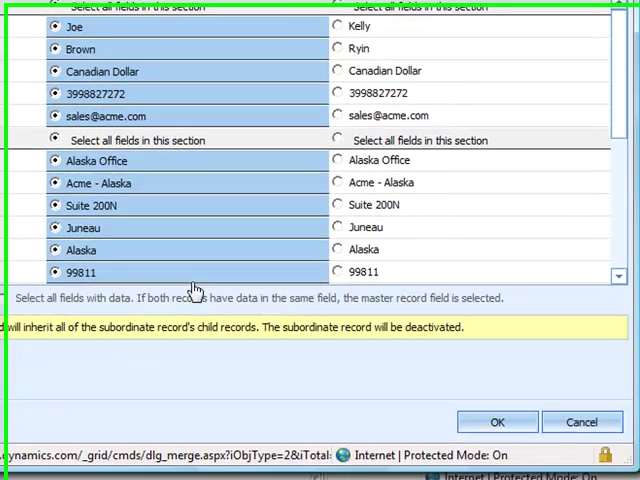 Select all fields in this section Select all fields in this section
Joe Kelly
Brown Ryin
Canadian Dollar Canadian Dollar
3998827272 3998827272
sales@acme.com sales@acme.com
Select all fields in this section Select all fields in this section
Alaska Office Alaska Office
Acme - Alaska Acme - Alaska
Suite 200N Suite 200N
Juneau Juneau
Alaska Alaska
99811 99811
Select all fields with data. If both records have data in the same field, the master record field is selected.
d will inherit all of the subordinate record's child records. The subordinate record will be deactivated.
OK Cancel
dynamics.com/_grid/cmds/dlg_merge.aspx?iObjType=2&iTotal= Internet | Protected Mode: On
Internet | Protected Mode: On